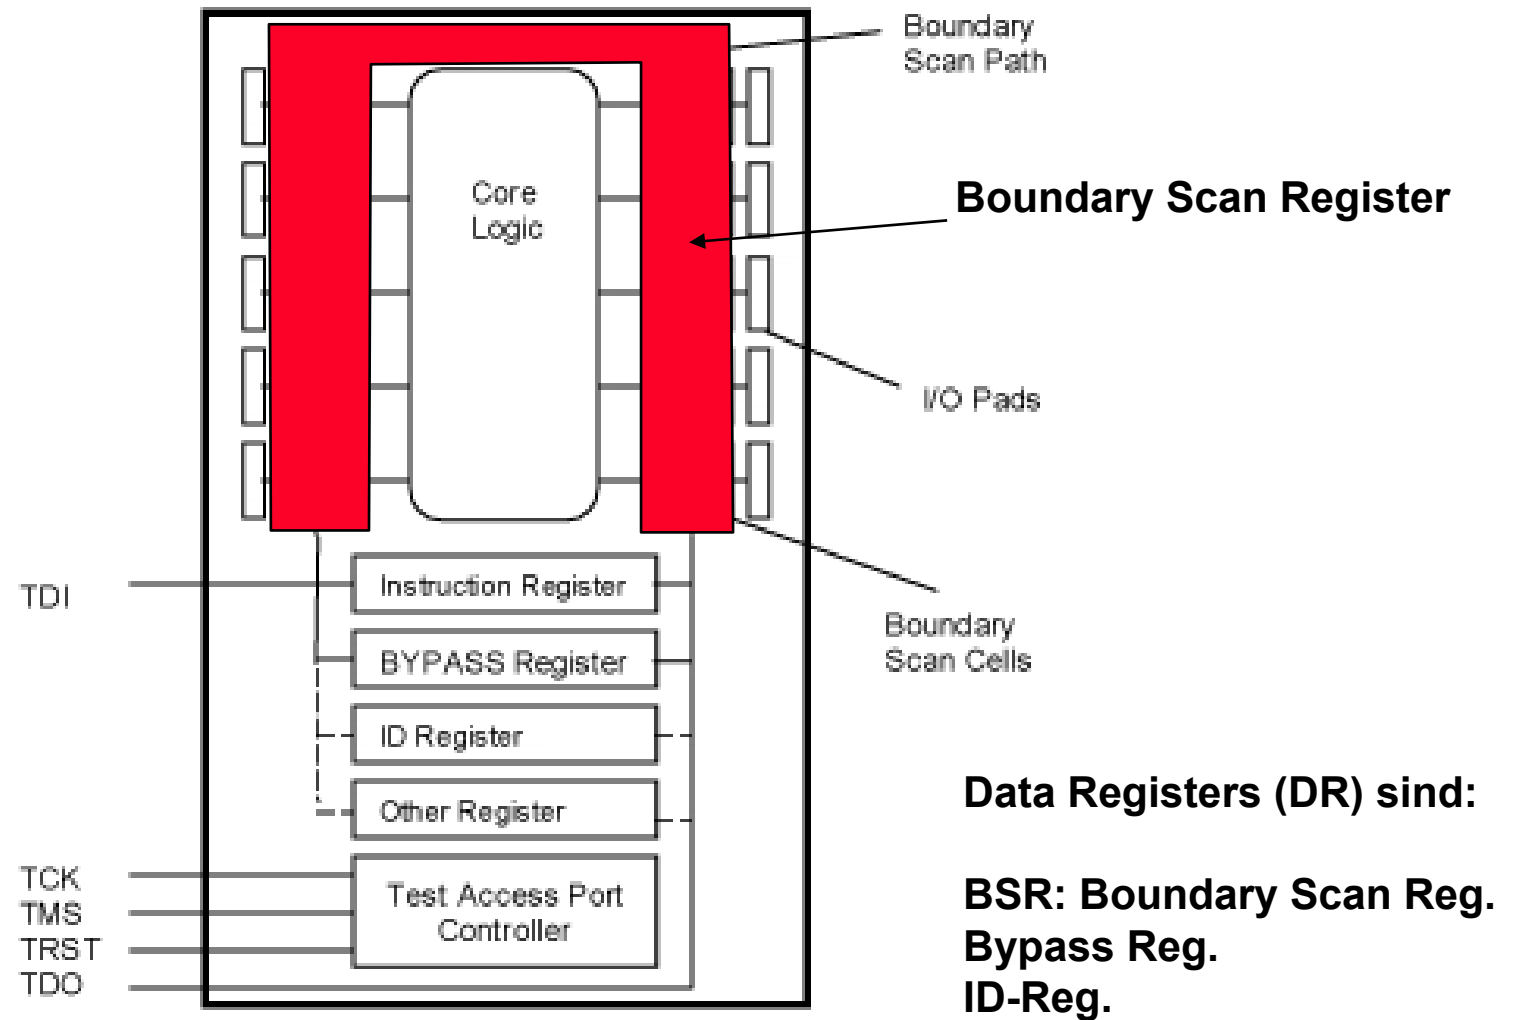 Boundary
Scan Path
Core
Logic
Boundary Scan Register
I/O Pads
TDI
Instruction Register
Boundary
Scan Cells
BYPASS Register
ID Register
Other Register
Data Registers (DR) sind:
TCK
TMS
TRST
TDO
Test Access Port
Controller
BSR: Boundary Scan Reg.
Bypass Reg.
ID-Reg.